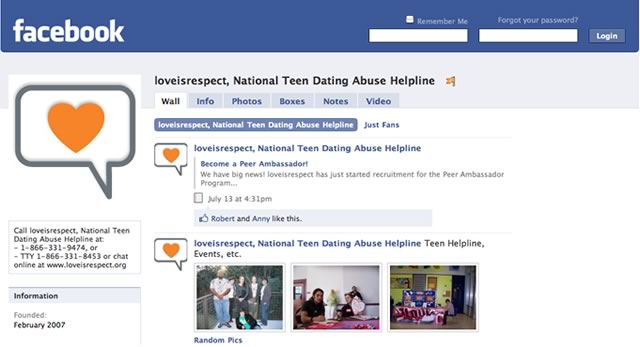 facebook
Remember Me
Forgot your password?
Login
loveisrespect, National Teen Dating Abuse Helpline
Wall
Info
Photos
Boxes
Notes
Video
loveisrespect, National Teen Dating Abuse Helpline
Just Fans
loveisrespect, National Teen Dating Abuse Helpline
Become a Peer Ambassador!
We have big news! loveisrespect has just started recruitment for the Peer Ambassador
Program...
July 13 at 4:31pm
Robert and Anny like this.
Call loveisrespect, National Teen
Dating Abuse Helpline at:
- 1-866-331-9474, or
- TTY 1-866-331-8453 or chat
online at www.loveisrespect.org
Information
Founded:
February 2007
loveisrespect, National Teen Dating Abuse Helpline Teen Helpline,
Events, etc.
Random Pics